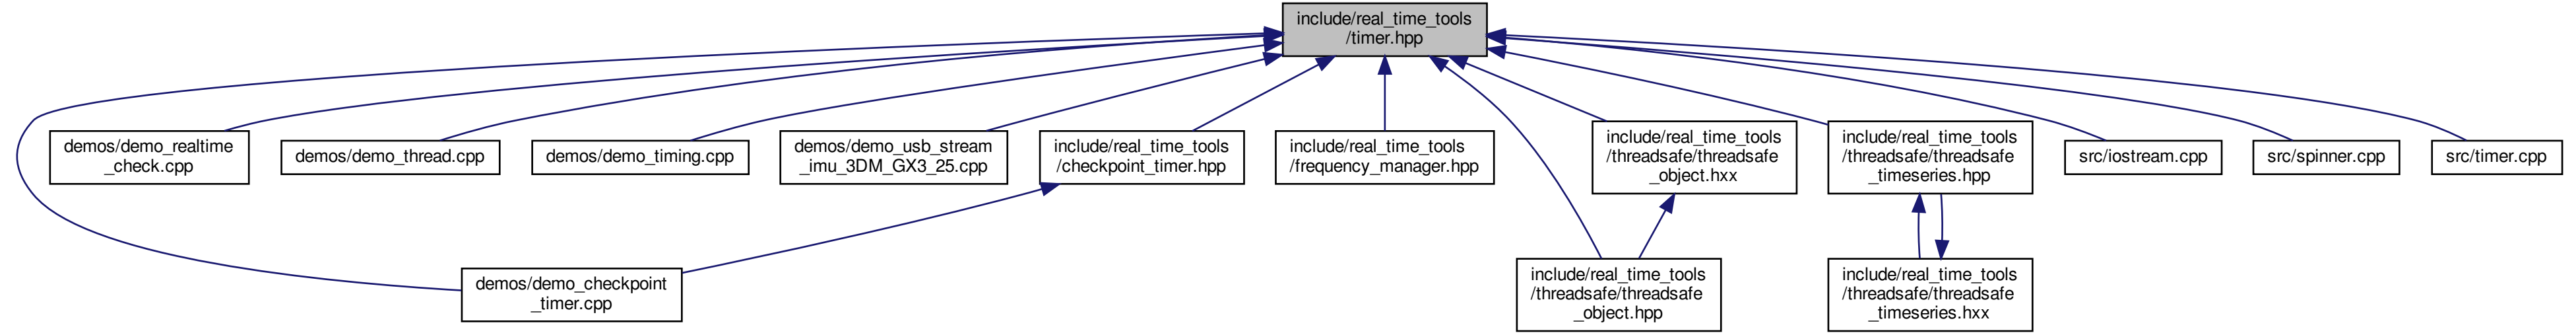 include/real_time_tools
/timer.hpp
demos/demo_realtime
_check.cpp
demos/demo_thread.cpp
demos/demo_timing.cpp
demos/demo_usb_stream
_imu_3DM_GX3_25.cpp
include/real_time_tools
/checkpoint_timer.hpp
include/real_time_tools
/frequency_manager.hpp
include/real_time_tools
/threadsafe/threadsafe
_object.hxx
include/real_time_tools
/threadsafe/threadsafe
_timeseries.hpp
src/iostream.cpp
src/spinner.cpp
src/timer.cpp
demos/demo_checkpoint
_timer.cpp
include/real_time_tools
/threadsafe/threadsafe
_object.hpp
include/real_time_tools
/threadsafe/threadsafe
_timeseries.hxx